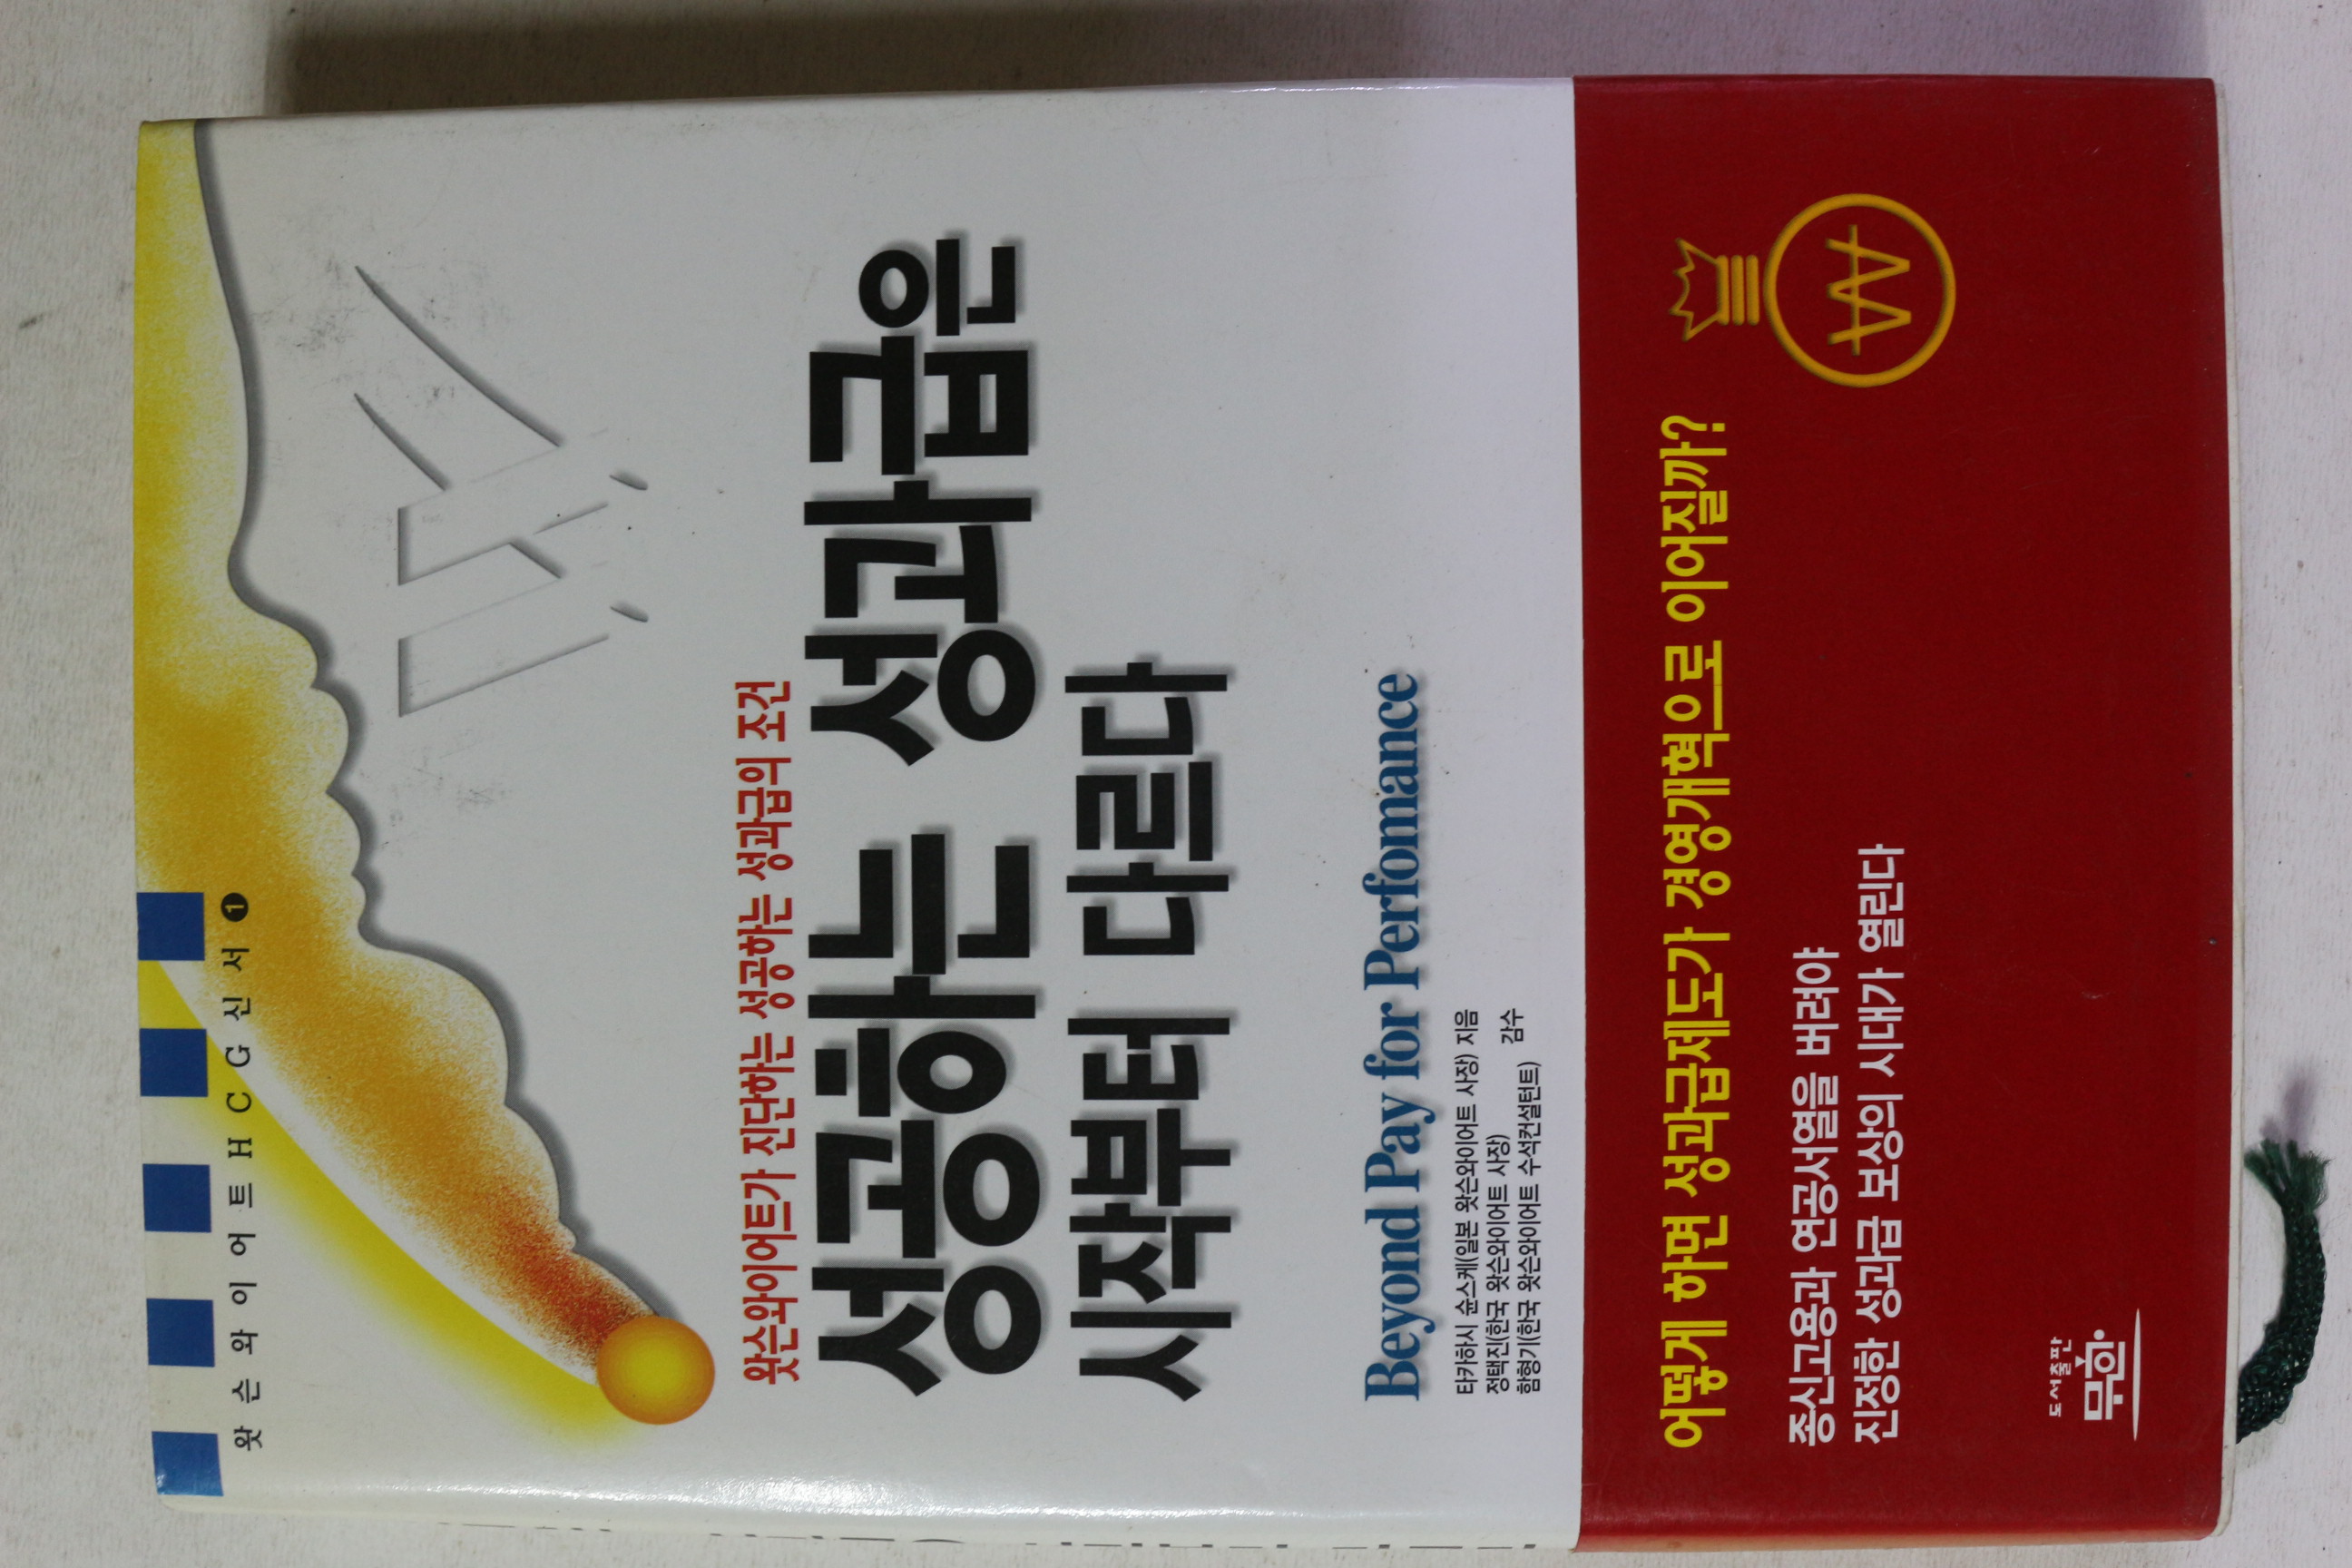 왓슨와이어트HCG신서 1
왓슨와이어트가 진단하는 성공하는 성과급의 조건
성공하는 성과급은
시작부터 다르다
Beyond Pay for Perfomance
타카하시 슌스케(일본 왓슨와이어트 사장) 지음
정택진(한국 왓슨와이어트 사장)
함형기(한국 왓슨와이어트 수석컨설턴트) 감수
어떻게 하면 성과급제도가 경영개혁으로 이어질까?
종신고용과 연공서열을 버려야
진정한 성과급 보상의 시대가 열린다
도서출판
무한